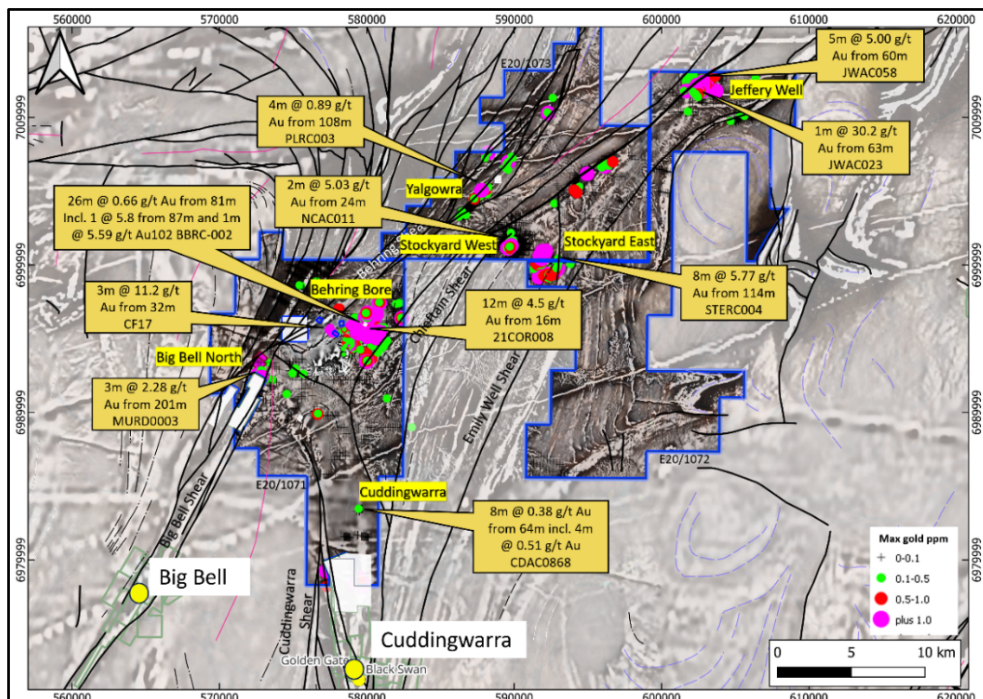 560000
570000
580000
590000
600000
610000
620000
7009999
6999999
6989999
6979999
7009999
6999999
6989999
6979999
560000
570000
580000
590000
600000
610000
620000
E20/1073
5m @ 5.00 g/t
Au from 60m
JWAC058
Jeffery Well
4m @ 0.89 g/t
Au from 108m
PLRC003
1m @ 30.2 g/t
Au from 63m
JWAC023
Yalgowra
2m @ 5.03 g/t
Au from 24m
NCAC011
26m @ 0.66 g/t Au from 81m
Incl. 1 @ 5.8 from 87m and 1m
@ 5.59 g/t Au102 BBRC-002
Stockyard West
Stockyard East
Behring
Behring Bore
Chieftain Shear
8m @ 5.77 g/t
Au from 114m
STERC004
3m @ 11.2 g/t
Au from 32m
CF17
12m @ 4.5 g/t
Au from 16m
21COR008
Big Bell North
3m @ 2.28 g/t
Au from 201m
MURD0003
Emily Well Shear
E20/1072
E20/1071
Cuddingwarra
8m @ 0.38 g/t Au
from 64m incl. 4m
@ 0.51 g/t Au
CDAC0868
Big Bell Shear
Big Bell
Cuddingwarra
Shear
Cuddingwarra
Golden Gate
Black Swan
Max gold ppm
0-0.1
0.1-0.5
0.5-1.0
plus 1.0
0
5
10 km